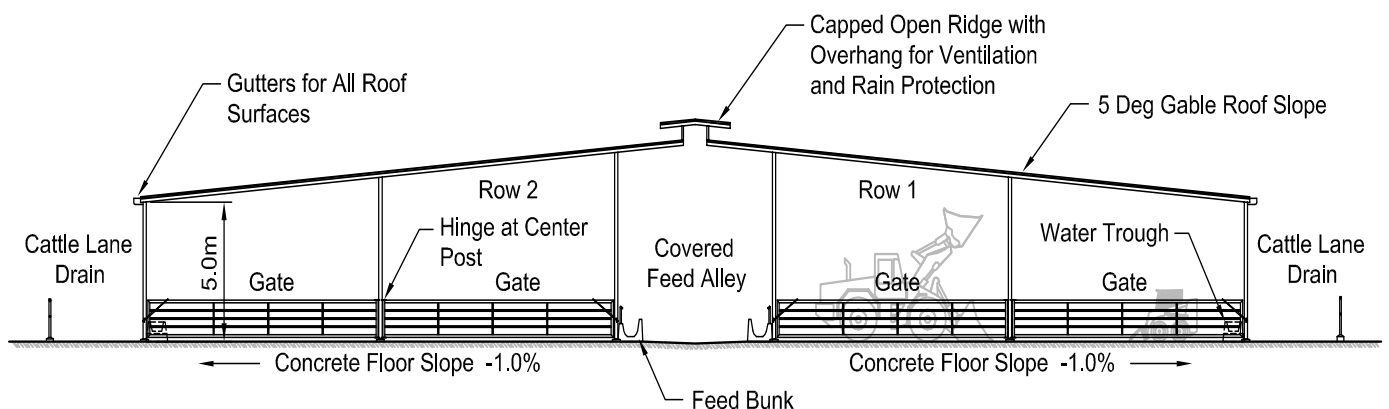 Capped Open Ridge with
Overhang for Ventilation
and Rain Protection
Gutters for All Roof
Surfaces
5 Deg Gable Roof Slope
Row 2
Row 1
Hinge at Center
Post
Water Trough
Cattle Lane
Drain
5.0m
Covered
Feed Alley
Cattle Lane
Drain
Gate
Gate
Gate
Gate
Concrete Floor Slope -1.0%
Concrete Floor Slope -1.0%
Feed Bunk